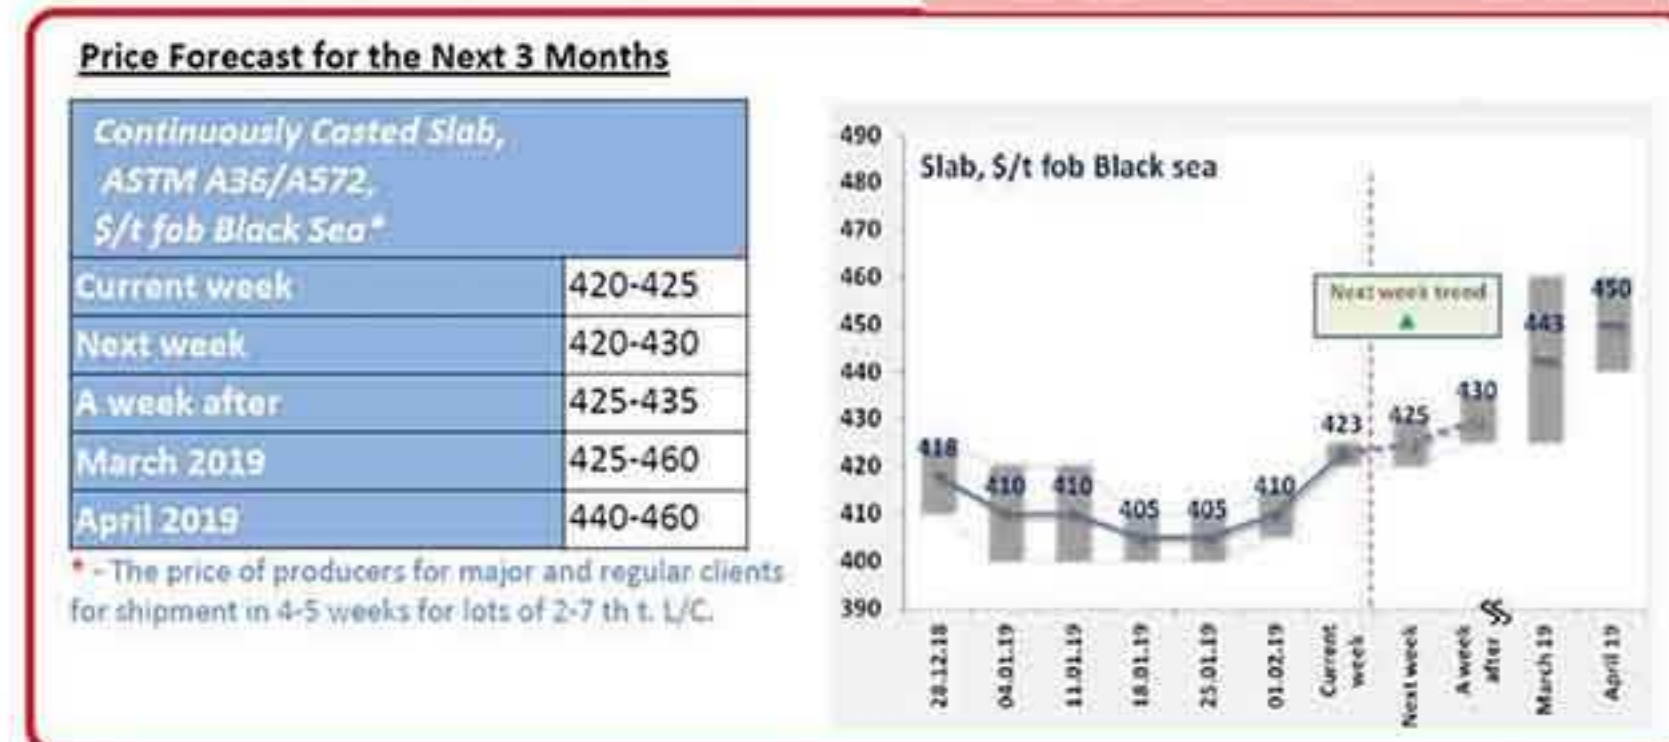 Price Forecast for the Next 3 Months
Continuously Casted Slab,
ASTM A36/A572,
$/t fob Black Sea*
Current week 420-425
Next week 420-430
A week after 425-435
March 2019 425-460
April 2019 440-460
* - The price of producers for major and regular clients
for shipment in 4-5 weeks for lots of 2-7 th t. L/C.
Slab, $/t fob Black sea
490
480
470
460
450
440
430
420
410
400
390
Next week trend
418
410
410
405
405
410
423
425
430
443
450
28.12.18
04.01.19
11.01.19
18.01.19
25.01.19
01.02.19
Current
week
Next week
A week
after
March 19
April 19